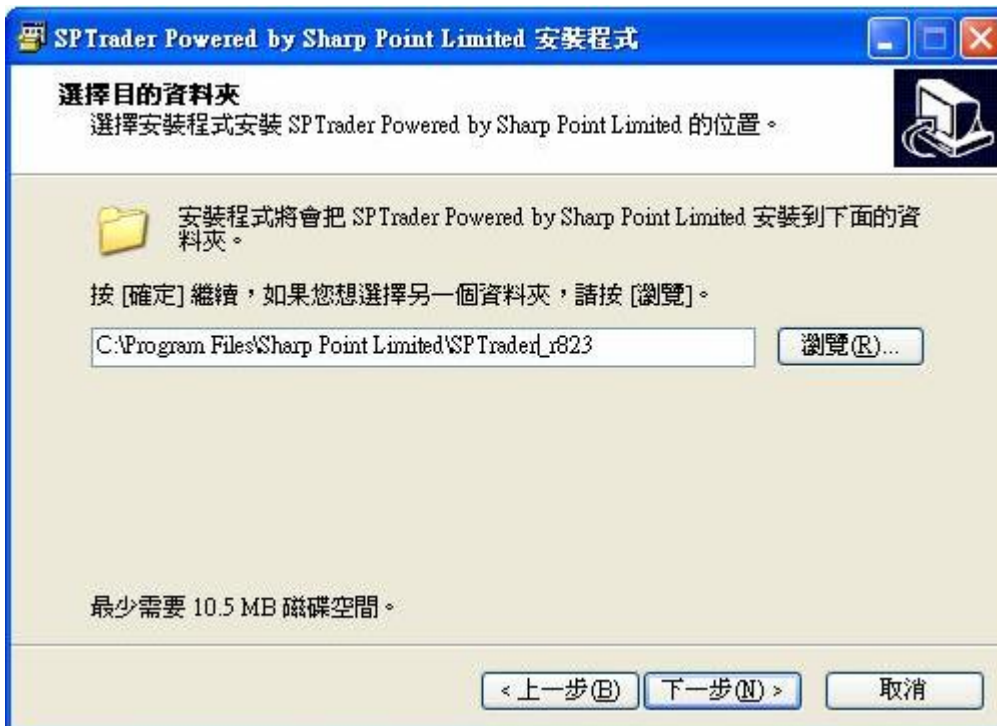 SPTrader Powered by Sharp Point Limited 安裝程式
選擇目的資料夾
選擇安裝程式安裝 SPTrader Powered by Sharp Point Limited 的位置。
安裝程式將會把 SPTrader Powered by Sharp Point Limited 安裝到下面的資
料夾。
按 [確定] 繼續，如果您想選擇另一個資料夾，請按 [瀏覽]。
C:\Program Files\Sharp Point Limited\SPTrader_r823
瀏覽(R)...
最少需要 10.5 MB 磁碟空間。
< 上一步(B)
下一步(N) >
取消